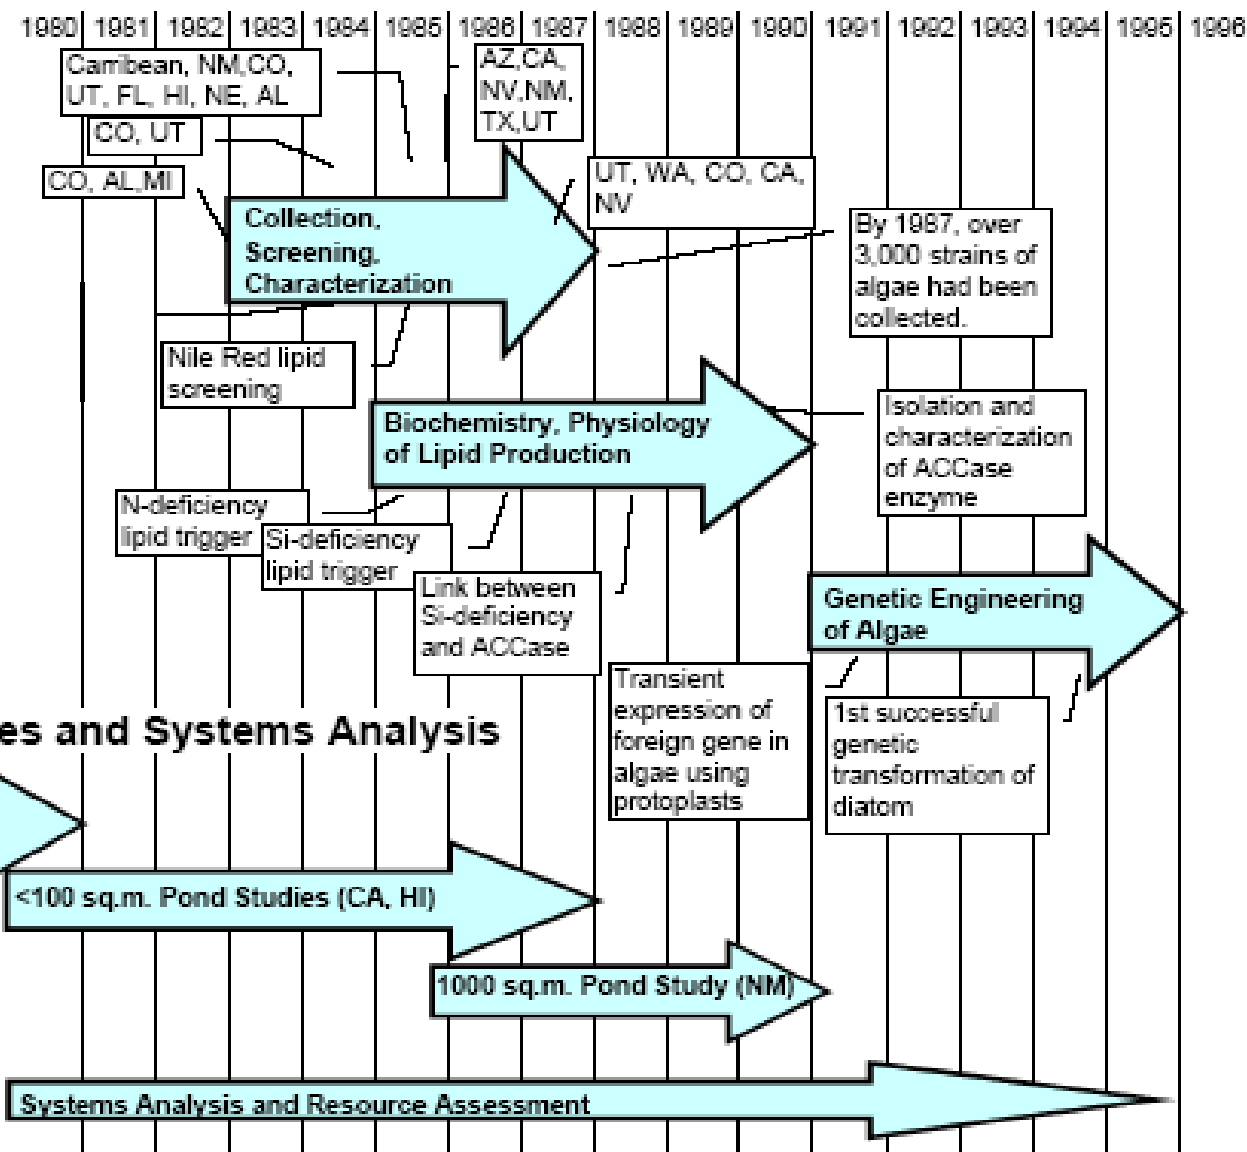 1980 1981 1982 1983 1984 1985 1986 1987 1988 1989 1990 1991 1992 1993 1994 1995 1996
Carribean, NM,CO,
UT, FL, HI, NE, AL
AZ,CA,
NV,NM,
TX,UT
CO, UT
CO, AL,MI
UT, WA, CO, CA,
NV
Collection,
Screening,
Characterization
By 1987, over
3,000 strains of
algae had been
collected.
Nile Red lipid
screening
Biochemistry, Physiology
of Lipid Production
Isolation and
characterization
of ACCase
enzyme
N-deficiency
lipid trigger
Si-deficiency
lipid trigger
Link between
Si-deficiency
and ACCase
Genetic Engineering
of Algae
Transient
expression of
foreign gene in
algae using
protoplasts
1st successful
genetic
transformation of
diatom
es and Systems Analysis
<100 sq.m. Pond Studies (CA, HI)
1000 sq.m. Pond Study (NM)
Systems Analysis and Resource Assessment